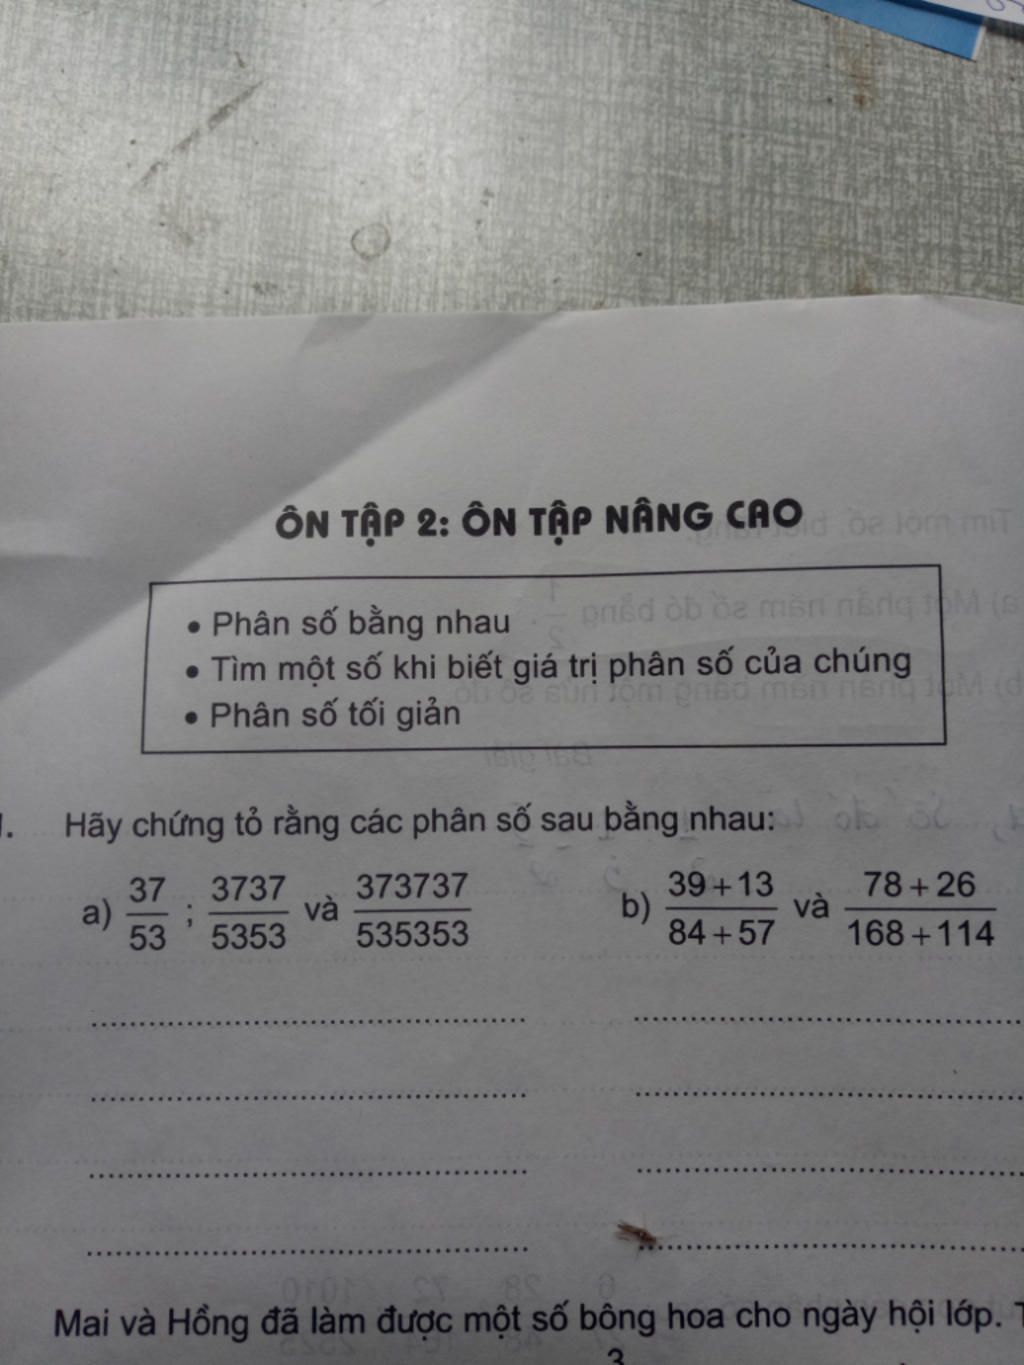 ÔN TẬP 2: ÔN TẬP NÂNG CAO
• Phân số bằng nhau
• Tìm một số khi biết giá trị phân số của chúng
• Phân số tối giản
Hãy chứng tỏ rằng các phân số sau bằng nhau:
a) 37/53 ; 3737/5353 và 373737/535353 b) 39+13/84+57 và 78+26/168+114
Mai và Hồng đã làm được một số bông hoa cho ngày hội lớp.
3